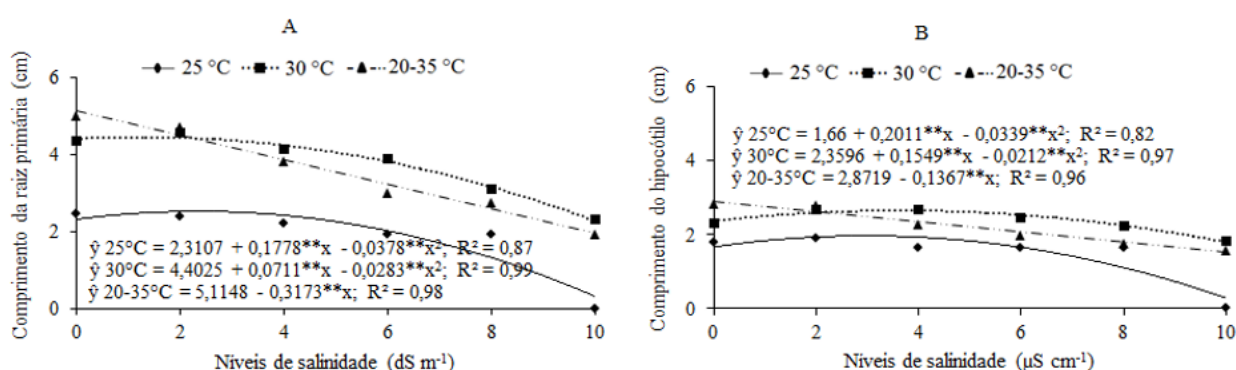 A
25 °C 30 °C 20-35 °C
Comprimento da raiz primária (cm)
6
4
2
0
ŷ 25°C = 2,3107 + 0,1778**x - 0,0378**x²; R² = 0,87
ŷ 30°C = 4,4025 + 0,0711**x - 0,0283**x²; R² = 0,99
ŷ 20-35°C = 5,1148 - 0,3173**x; R² = 0,98
0 2 4 6 8 10
Níveis de salinidade (dS m⁻¹)
B
25 °C 30 °C 20-35 °C
Comprimento do hipocótilo (cm)
6
4
2
0
ŷ 25°C = 1,66 + 0,2011**x - 0,0339**x²; R² = 0,82
ŷ 30°C = 2,3596 + 0,1549**x - 0,0212**x²; R² = 0,97
ŷ 20-35°C = 2,8719 - 0,1367**x; R² = 0,96
0 2 4 6 8 10
Níveis de salinidade (µS cm⁻¹)